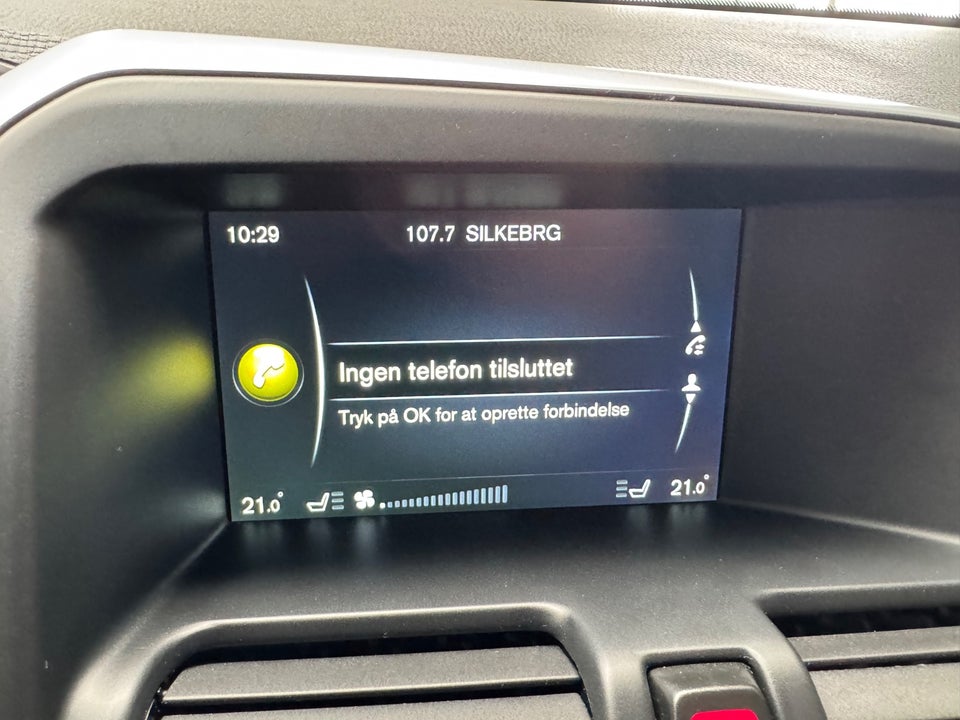 10:29 107.7 SILKEBRG
Ingen telefon tilsluttet
Tryk på OK for at oprette forbindelse
21.0° 21.0°